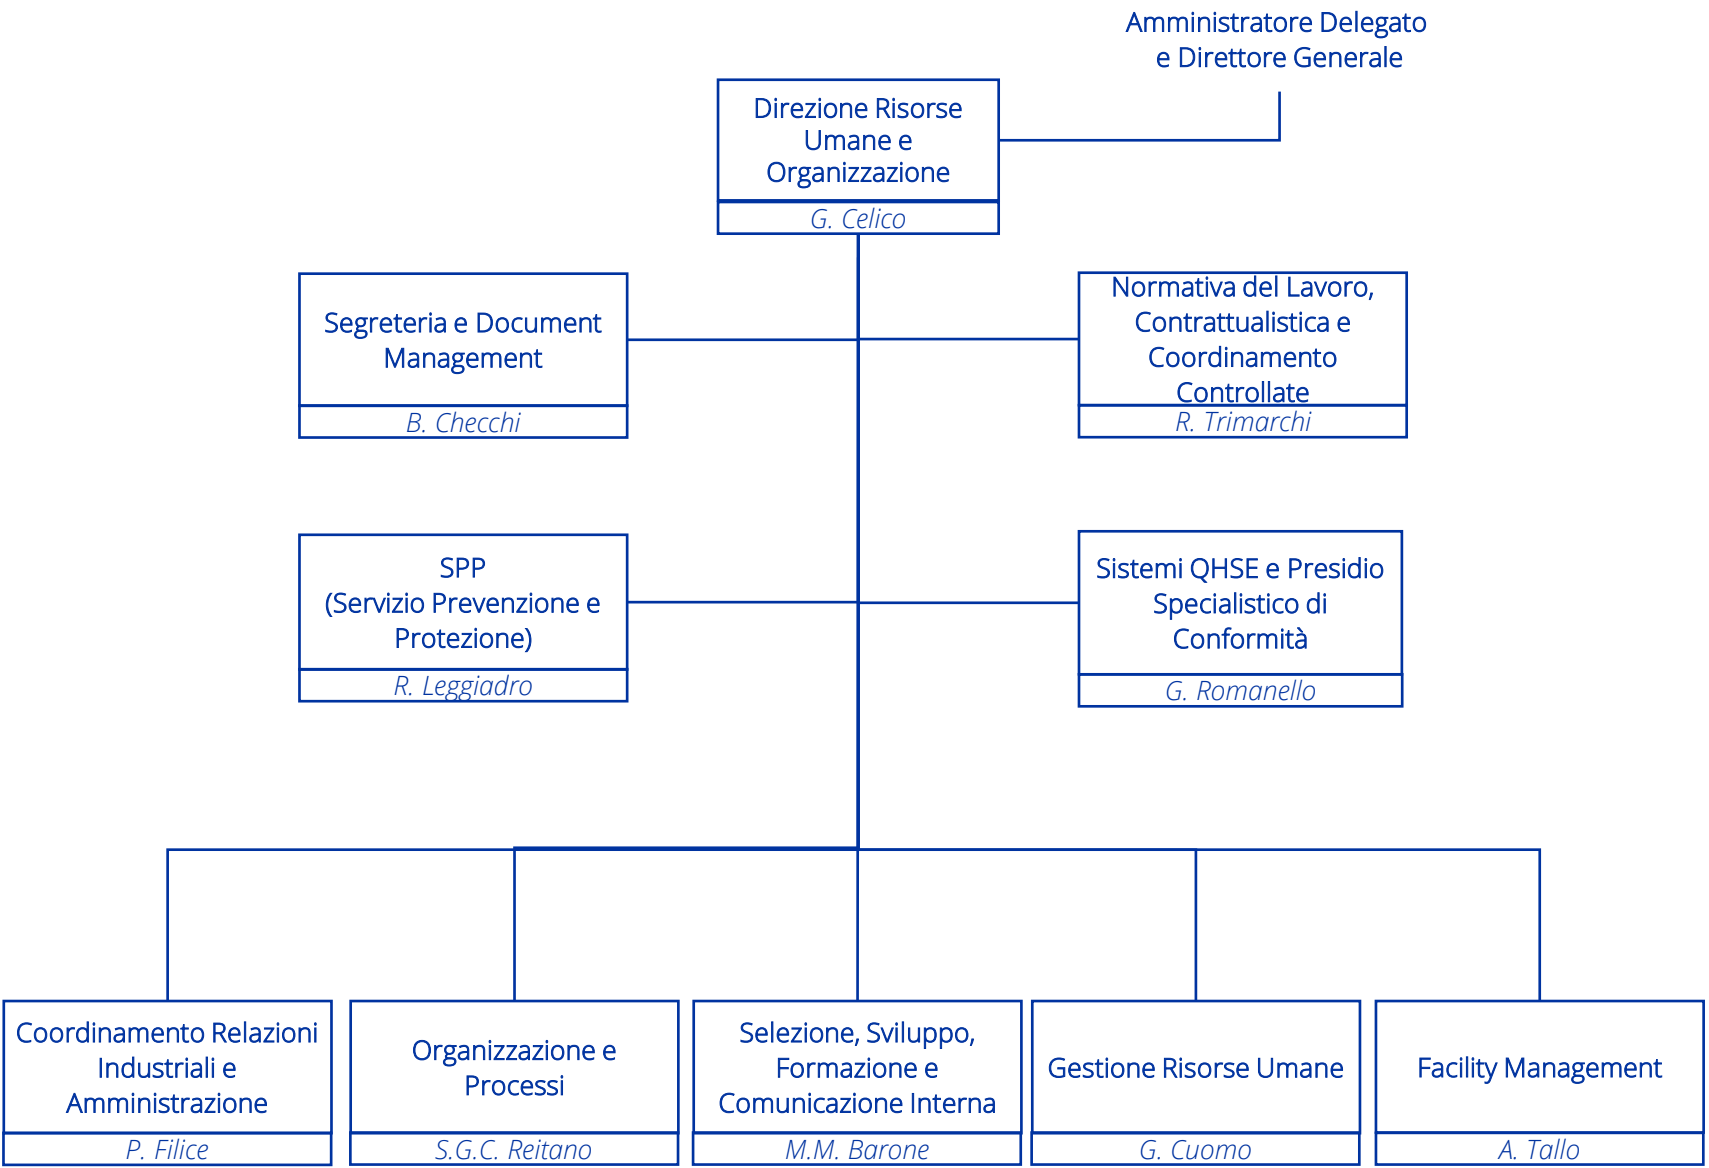 Amministratore Delegato
e Direttore Generale
Direzione Risorse
Umane e
Organizzazione
G. Celico
Segreteria e Document
Management
B. Checchi
Normativa del Lavoro,
Contrattualistica e
Coordinamento
Controllate
R. Trimarchi
SPP
(Servizio Prevenzione e
Protezione)
R. Leggiadro
Sistemi QHSE e Presidio
Specialistico di
Conformità
G. Romanello
Coordinamento Relazioni
Industriali e
Amministrazione
P. Filice
Organizzazione e
Processi
S.G.C. Reitano
Selezione, Sviluppo,
Formazione e
Comunicazione Interna
M.M. Barone
Gestione Risorse Umane
G. Cuomo
Facility Management
A. Tallo